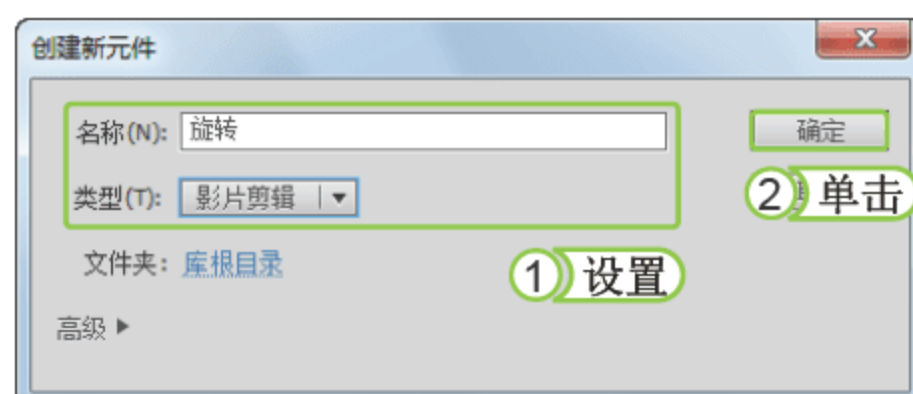 创建新元件
名称(N): 旋转
确定
类型(T): 影片剪辑
② 单击
文件夹: 库根目录
① 设置
高级